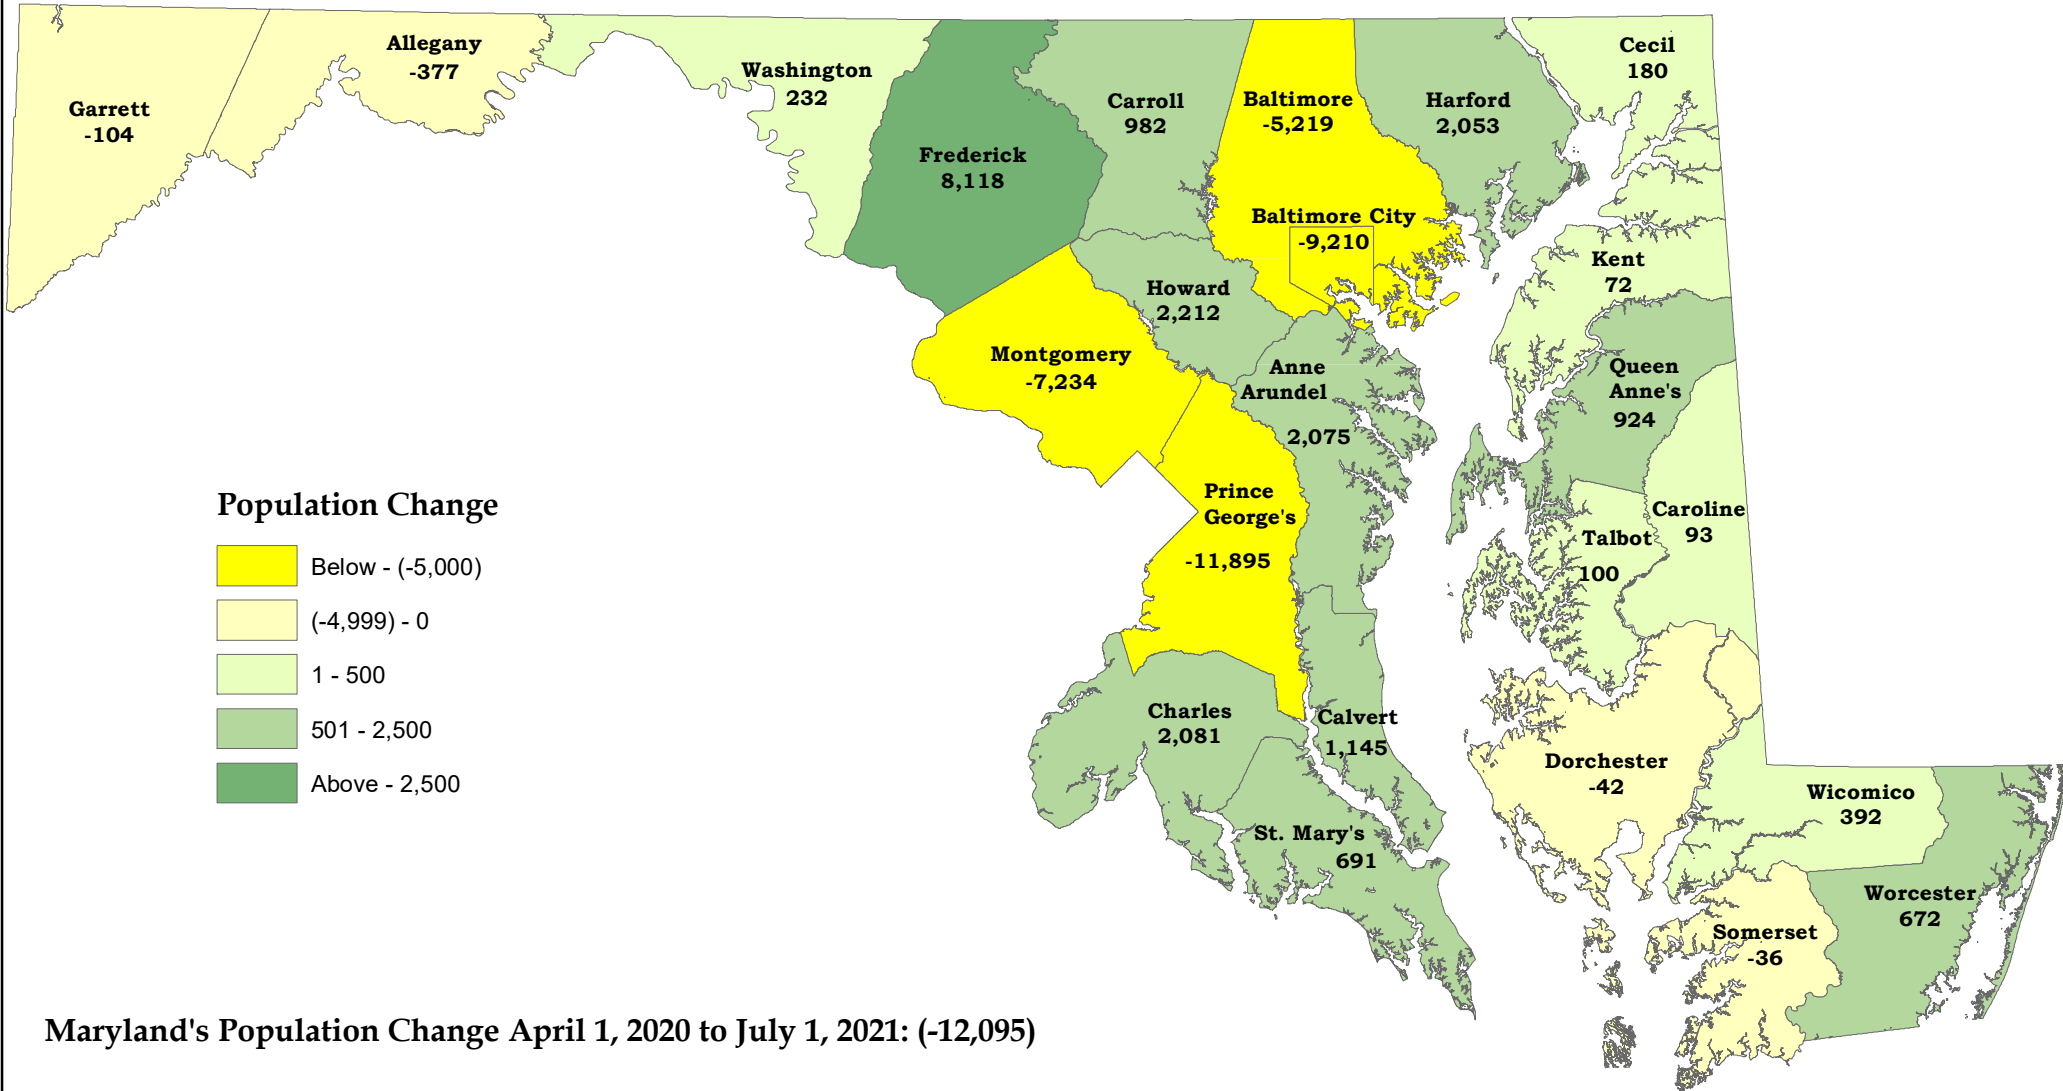 Garrett
-104
Allegany
-377
Washington
232
Frederick
8,118
Carroll
982
Baltimore
-5,219
Harford
2,053
Cecil
180
Baltimore City
-9,210
Howard
2,212
Kent
72
Montgomery
-7,234
Anne
Arundel
2,075
Queen
Anne's
924
Prince
George's
-11,895
Talbot
100
Caroline
93
Charles
2,081
Calvert
1,145
St. Mary's
691
Dorchester
-42
Wicomico
392
Worcester
672
Somerset
-36
Population Change
Below - (-5,000)
(-4,999) - 0
1 - 500
501 - 2,500
Above - 2,500
Maryland's Population Change April 1, 2020 to July 1, 2021: (-12,095)